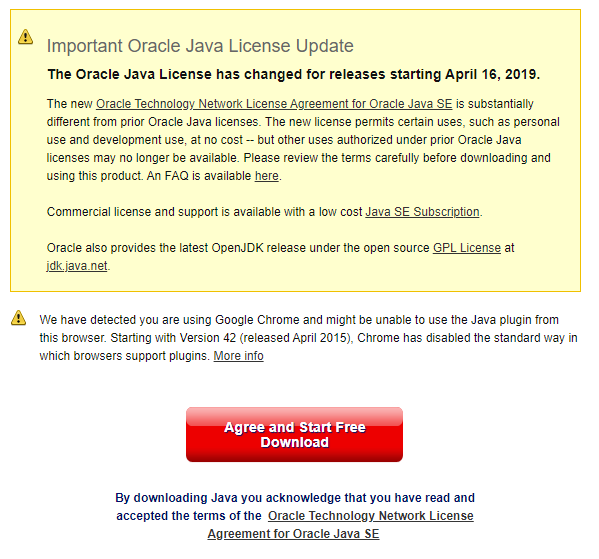 Important Oracle Java License Update
The Oracle Java License has changed for releases starting April 16, 2019.
The new Oracle Technology Network License Agreement for Oracle Java SE is substantially
different from prior Oracle Java licenses. The new license permits certain uses, such as personal
use and development use, at no cost -- but other uses authorized under prior Oracle Java
licenses may no longer be available. Please review the terms carefully before downloading and
using this product. An FAQ is available here.
Commercial license and support is available with a low cost Java SE Subscription.
Oracle also provides the latest OpenJDK release under the open source GPL License at
jdk.java.net.
We have detected you are using Google Chrome and might be unable to use the Java plugin from
this browser. Starting with Version 42 (released April 2015), Chrome has disabled the standard way in
which browsers support plugins. More info
Agree and Start Free
Download
By downloading Java you acknowledge that you have read and
accepted the terms of the Oracle Technology Network License
Agreement for Oracle Java SE